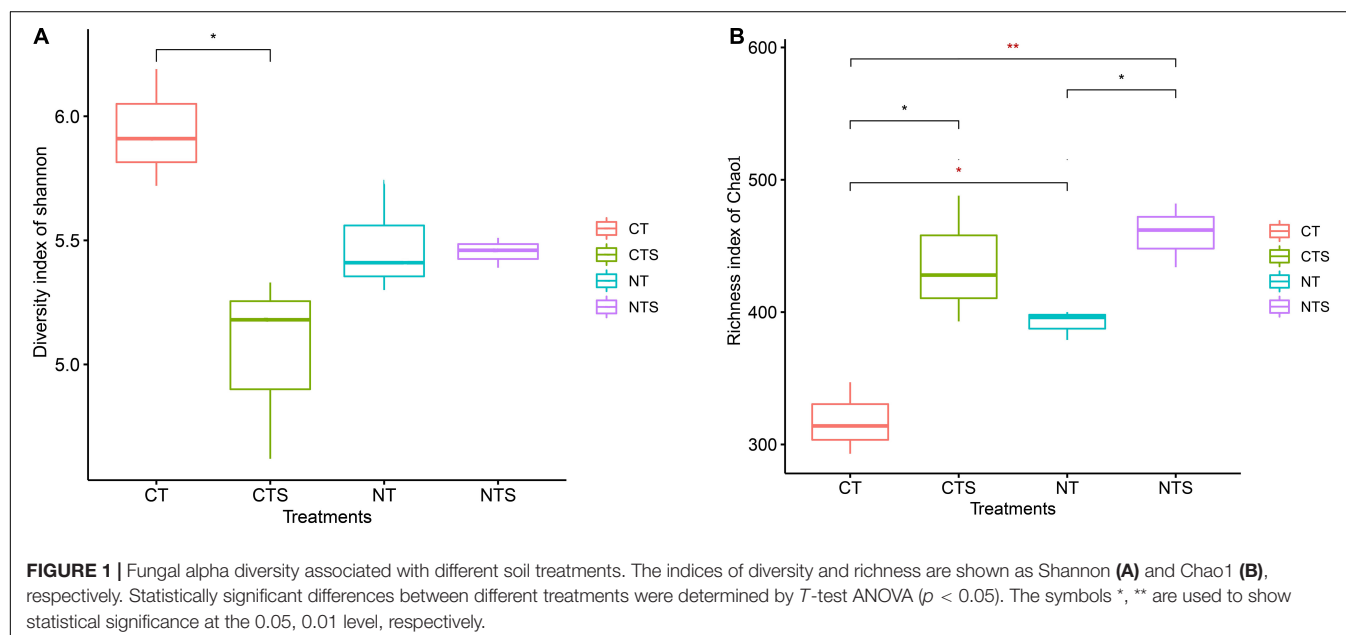 A
*
6.0
5.5
5.0
Diversity index of shannon
CT
CTS
NT
NTS
Treatments
CT
CTS
NT
NTS
B
600
500
400
300
Richness index of Chao1
**
*
*
*
CT
CTS
NT
NTS
Treatments
CT
CTS
NT
NTS
FIGURE 1 | Fungal alpha diversity associated with different soil treatments. The indices of diversity and richness are shown as Shannon (A) and Chao1 (B),
respectively. Statistically significant differences between different treatments were determined by T-test ANOVA (p < 0.05). The symbols *, ** are used to show
statistical significance at the 0.05, 0.01 level, respectively.